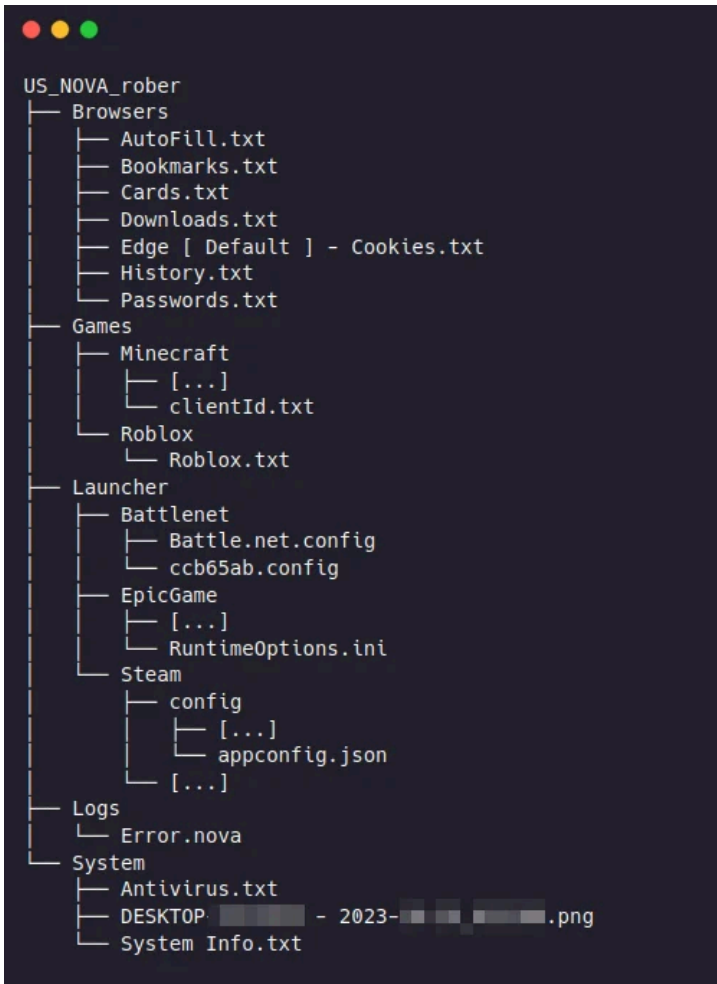 US_NOVA_rober
├── Browsers
│   ├── AutoFill.txt
│   ├── Bookmarks.txt
│   ├── Cards.txt
│   ├── Downloads.txt
│   ├── Edge [ Default ] - Cookies.txt
│   ├── History.txt
│   └── Passwords.txt
├── Games
│   ├── Minecraft
│   │   ├── [...]
│   │   └── clientId.txt
│   └── Roblox
│       └── Roblox.txt
├── Launcher
│   ├── Battlenet
│   │   ├── Battle.net.config
│   │   └── ccb65ab.config
│   ├── EpicGame
│   │   ├── [...]
│   │   └── RuntimeOptions.ini
│   └── Steam
│       ├── config
│       │   ├── [...]
│       │   └── appconfig.json
│       └── [...]
├── Logs
│   └── Error.nova
└── System
    ├── Antivirus.txt
    ├── DESKTOP- - 2023- .png
    └── System Info.txt